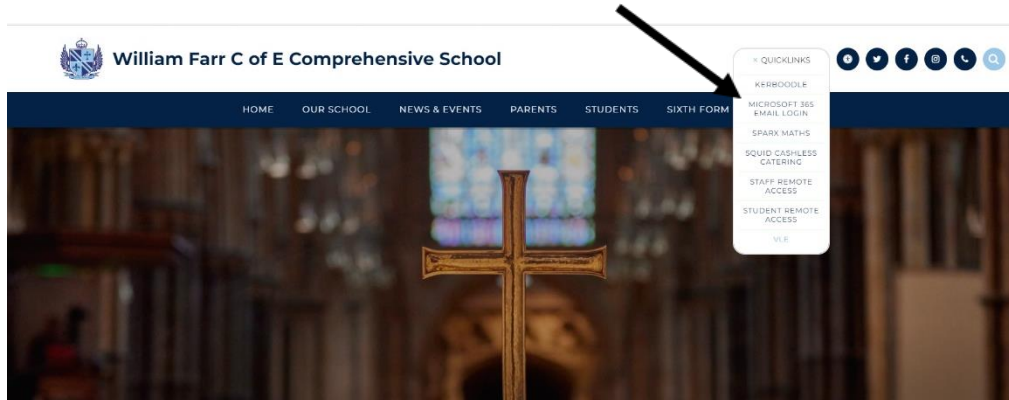 William Farr C of E Comprehensive School
QUICKLINKS
KERBOODLE
MICROSOFT 365
EMAIL LOGIN
SPARX MATHS
SQUID CASHLESS
CATERING
STAFF REMOTE
ACCESS
STUDENT REMOTE
ACCESS
VLE
HOME OUR SCHOOL NEWS & EVENTS PARENTS STUDENTS SIXTH FORM